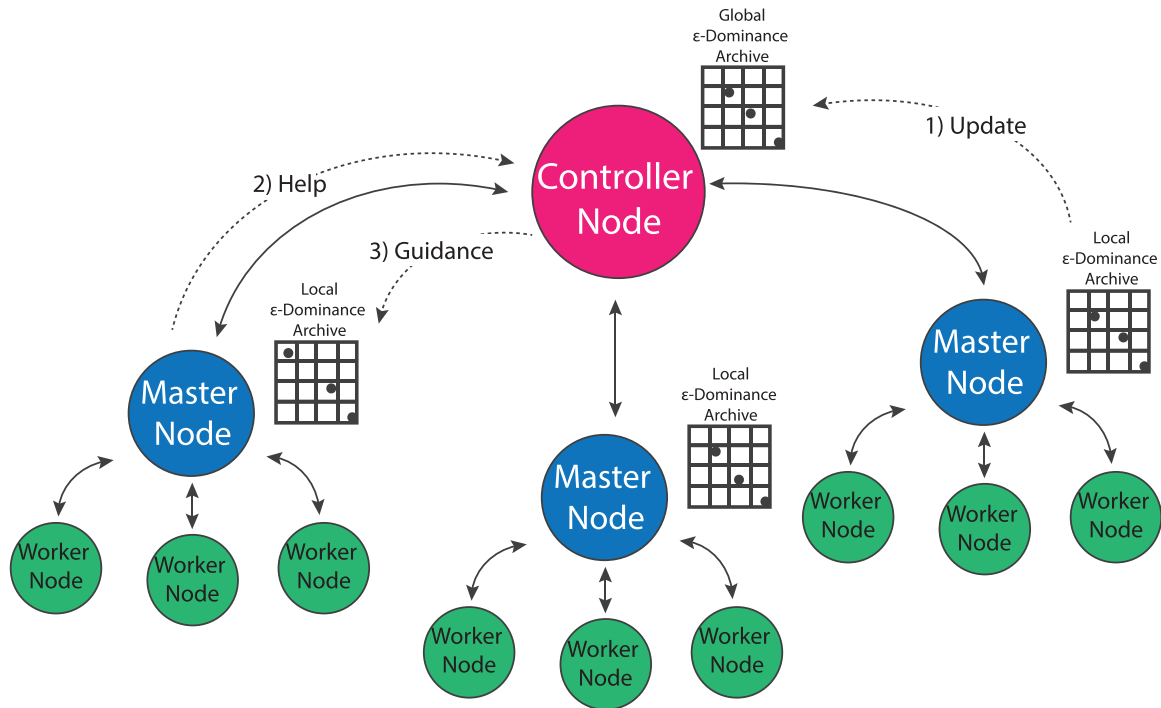 Global
ε-Dominance
Archive
1) Update
Controller
Node
2) Help
3) Guidance
Local
ε-Dominance
Archive
Local
ε-Dominance
Archive
Master
Node
Master
Node
Local
ε-Dominance
Archive
Master
Node
Worker
Node
Worker
Node
Worker
Node
Worker
Node
Worker
Node
Worker
Node
Worker
Node
Worker
Node
Worker
Node